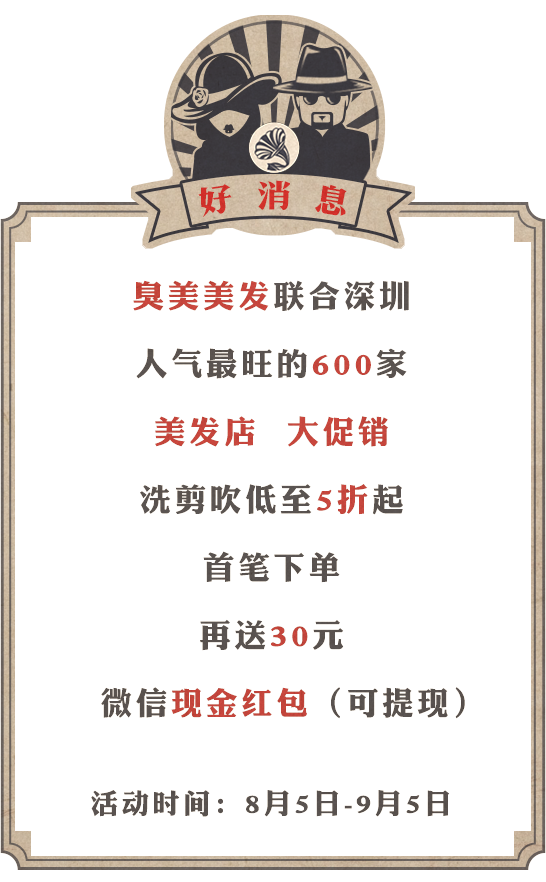 好消息
臭美美发联合深圳
人气最旺的600家
美发店 大促销
洗剪吹低至5折起
首笔下单
再送30元
微信现金红包（可提现）
活动时间：8月5日-9月5日